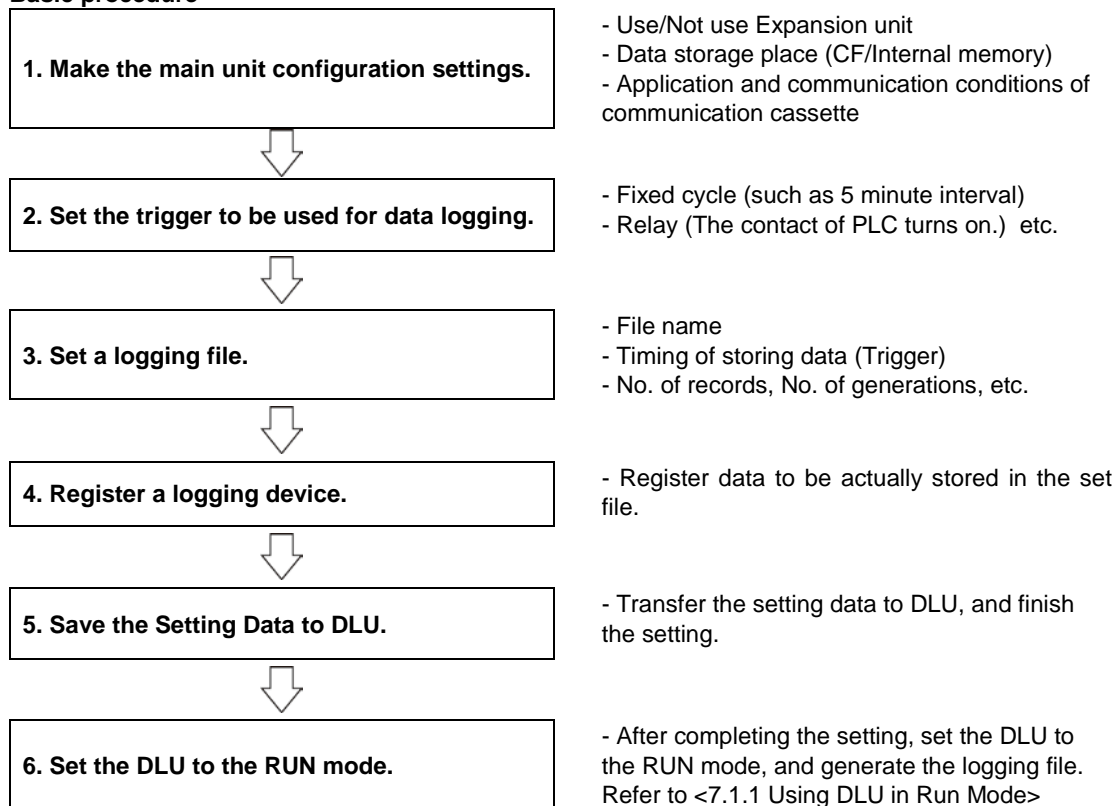 Basic procedure
1. Make the main unit configuration settings.
- Use/Not use Expansion unit
- Data storage place (CF/Internal memory)
- Application and communication conditions of
communication cassette
2. Set the trigger to be used for data logging.
- Fixed cycle (such as 5 minute interval)
- Relay (The contact of PLC turns on.) etc.
3. Set a logging file.
- File name
- Timing of storing data (Trigger)
- No. of records, No. of generations, etc.
4. Register a logging device.
- Register data to be actually stored in the set
file.
5. Save the Setting Data to DLU.
- Transfer the setting data to DLU, and finish
the setting.
6. Set the DLU to the RUN mode.
- After completing the setting, set the DLU to
the RUN mode, and generate the logging file.
Refer to <7.1.1 Using DLU in Run Mode>